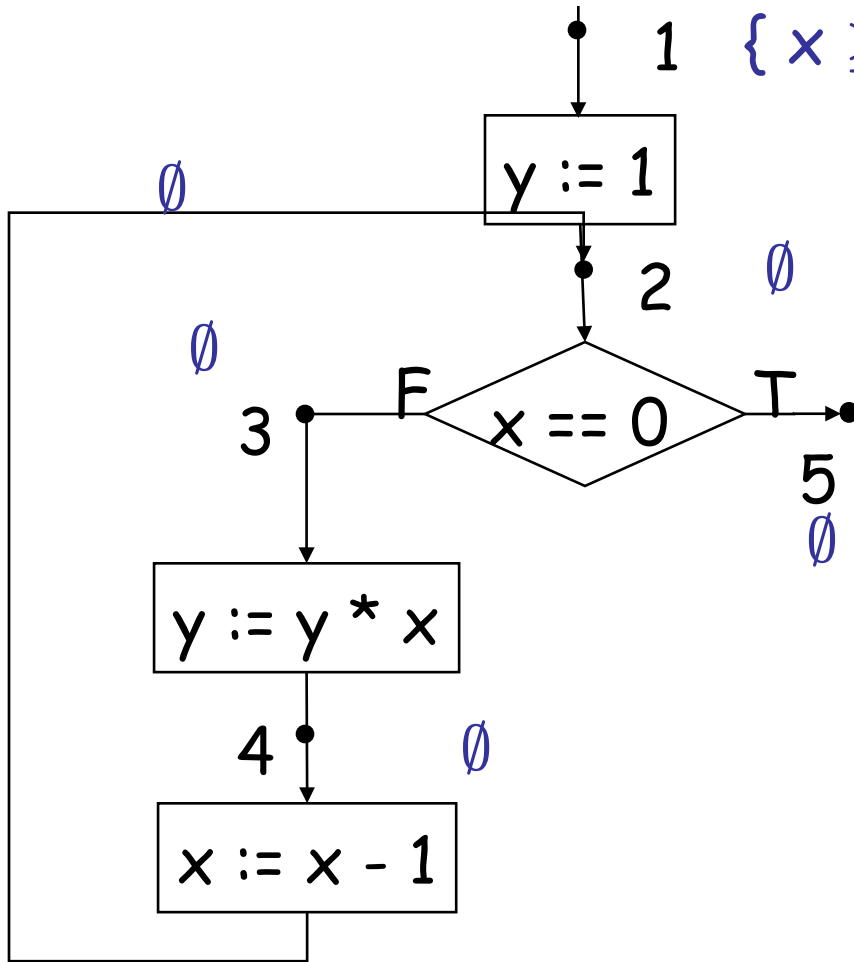 1 { x }
y := 1
∅
2 ∅
∅ F T
3 x == 0
5
∅
y := y * x
4 ∅
x := x - 1